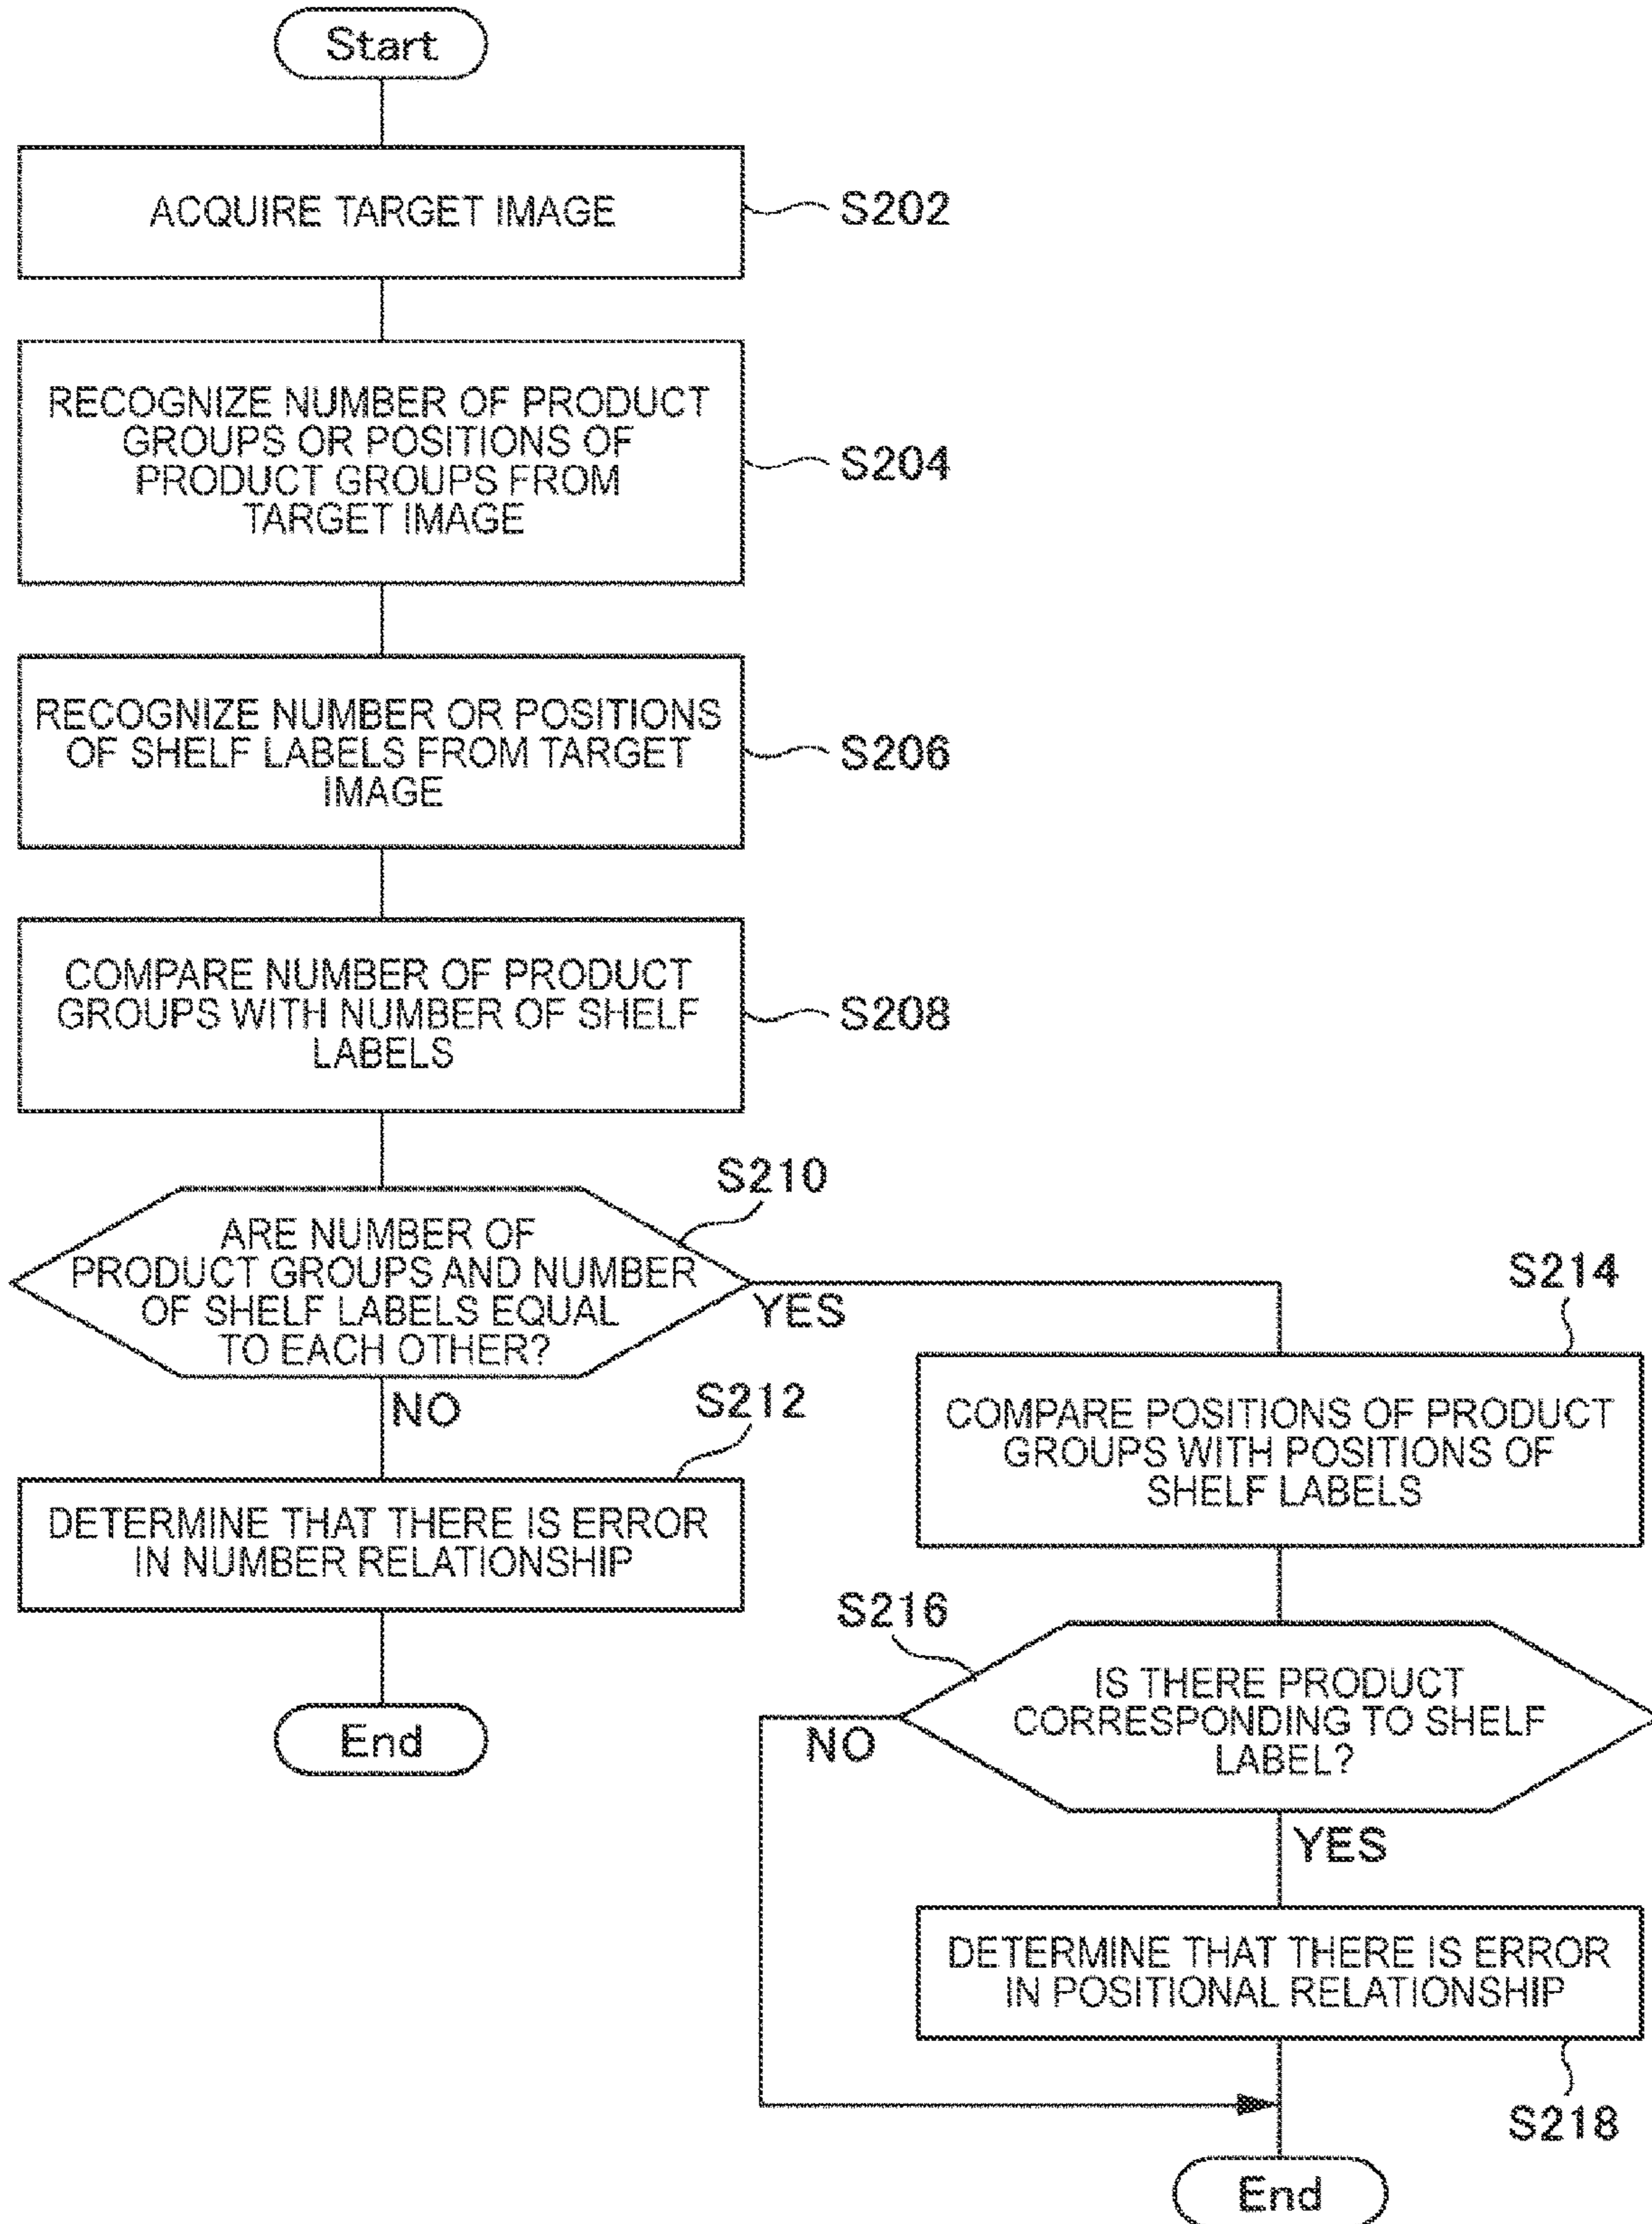 Start
ACQUIRE TARGET IMAGE
S202
RECOGNIZE NUMBER OF PRODUCT
GROUPS OR POSITIONS OF
PRODUCT GROUPS FROM
TARGET IMAGE
S204
RECOGNIZE NUMBER OR POSITIONS
OF SHELF LABELS FROM TARGET
IMAGE
S206
COMPARE NUMBER OF PRODUCT
GROUPS WITH NUMBER OF SHELF
LABELS
S208
S210
ARE NUMBER OF
PRODUCT GROUPS AND NUMBER
OF SHELF LABELS EQUAL
TO EACH OTHER?
YES
NO
S212
DETERMINE THAT THERE IS ERROR
IN NUMBER RELATIONSHIP
End
S214
COMPARE POSITIONS OF PRODUCT
GROUPS WITH POSITIONS OF
SHELF LABELS
S216
IS THERE PRODUCT
CORRESPONDING TO SHELF
LABEL?
NO
YES
DETERMINE THAT THERE IS ERROR
IN POSITIONAL RELATIONSHIP
S218
End